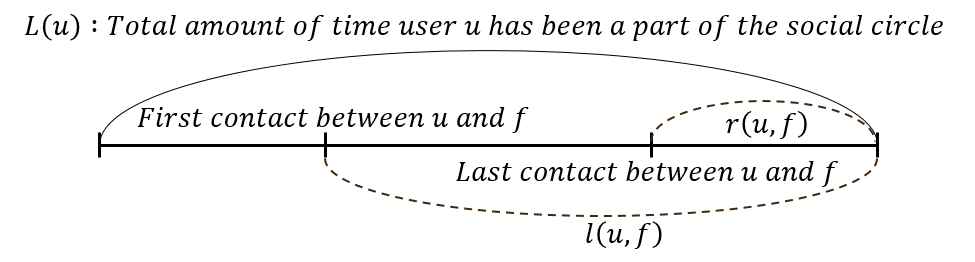 L(u) : Total amount of time user u has been a part of the social circle
First contact between u and f
r(u, f)
Last contact between u and f
l(u, f)